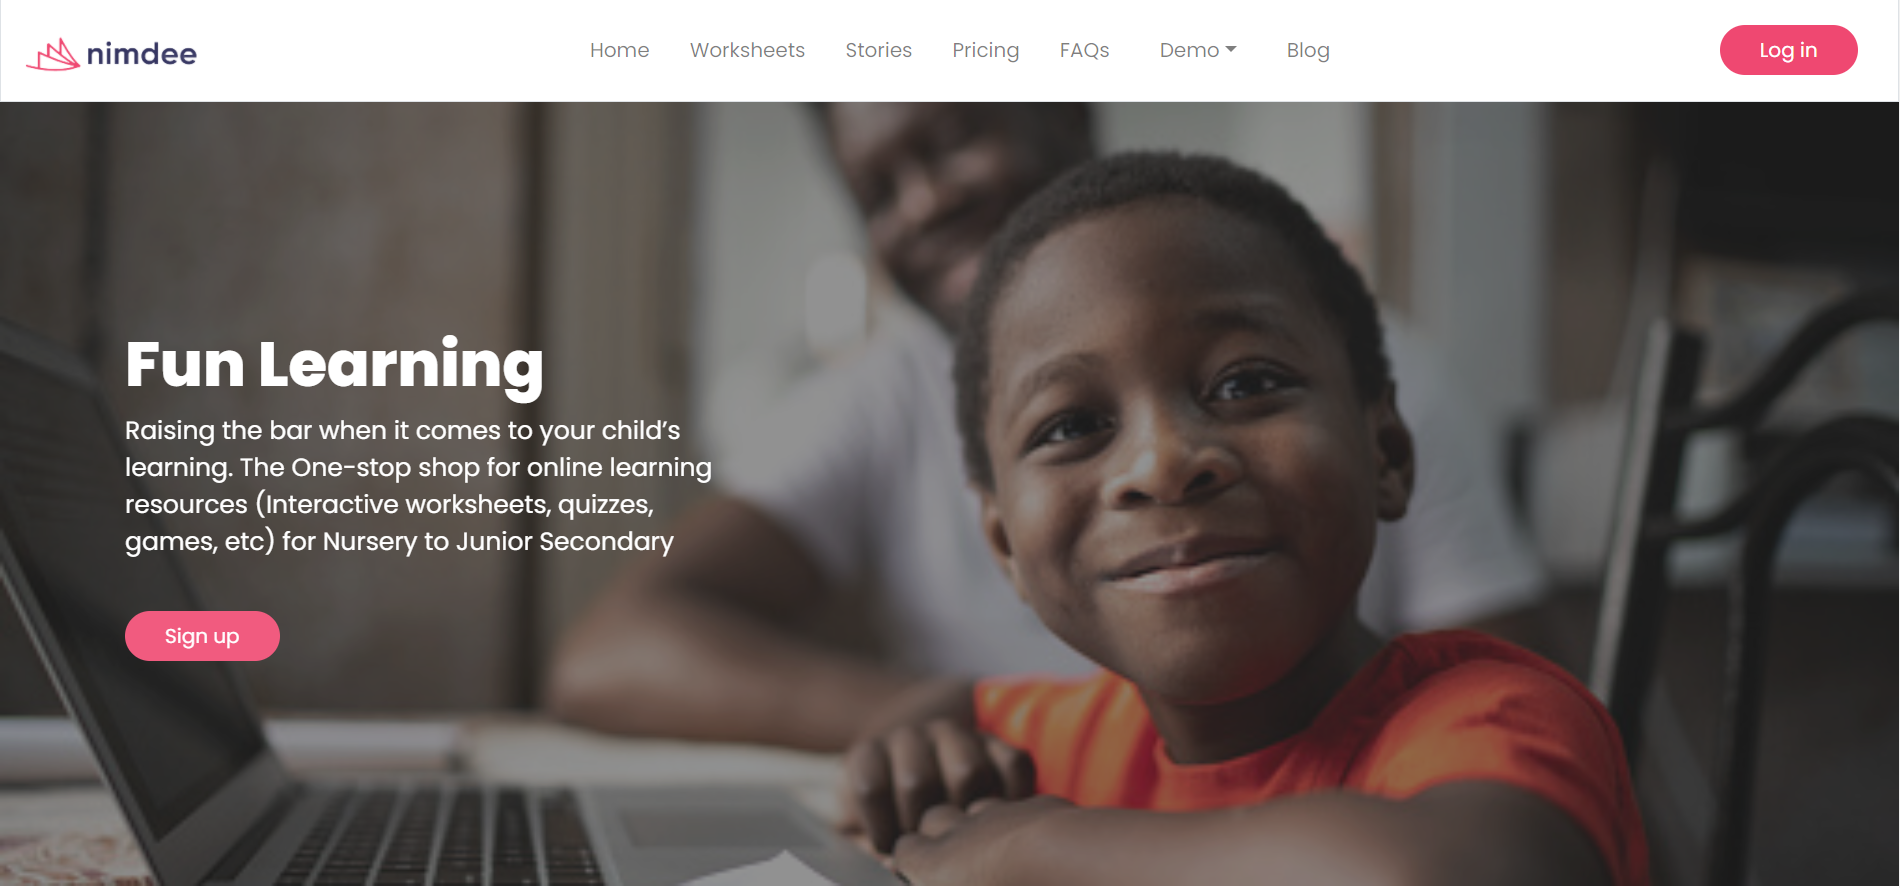 nimdee
Home Worksheets Stories Pricing FAQs Demo Blog
Log in
Fun Learning
Raising the bar when it comes to your child’s
learning. The One-stop shop for online learning
resources (Interactive worksheets, quizzes,
games, etc) for Nursery to Junior Secondary
Sign up